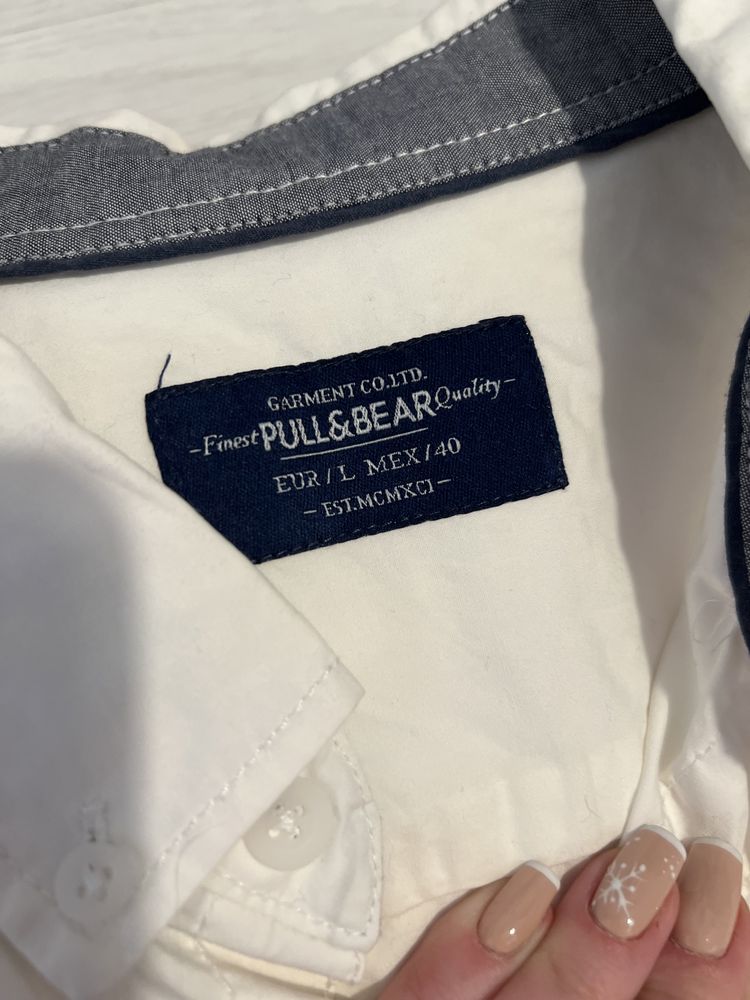 GARMENT CO.LTD.
-Finest PULL&BEAR Quality-
EUR/L MEX/40
- EST.MCMXCI -